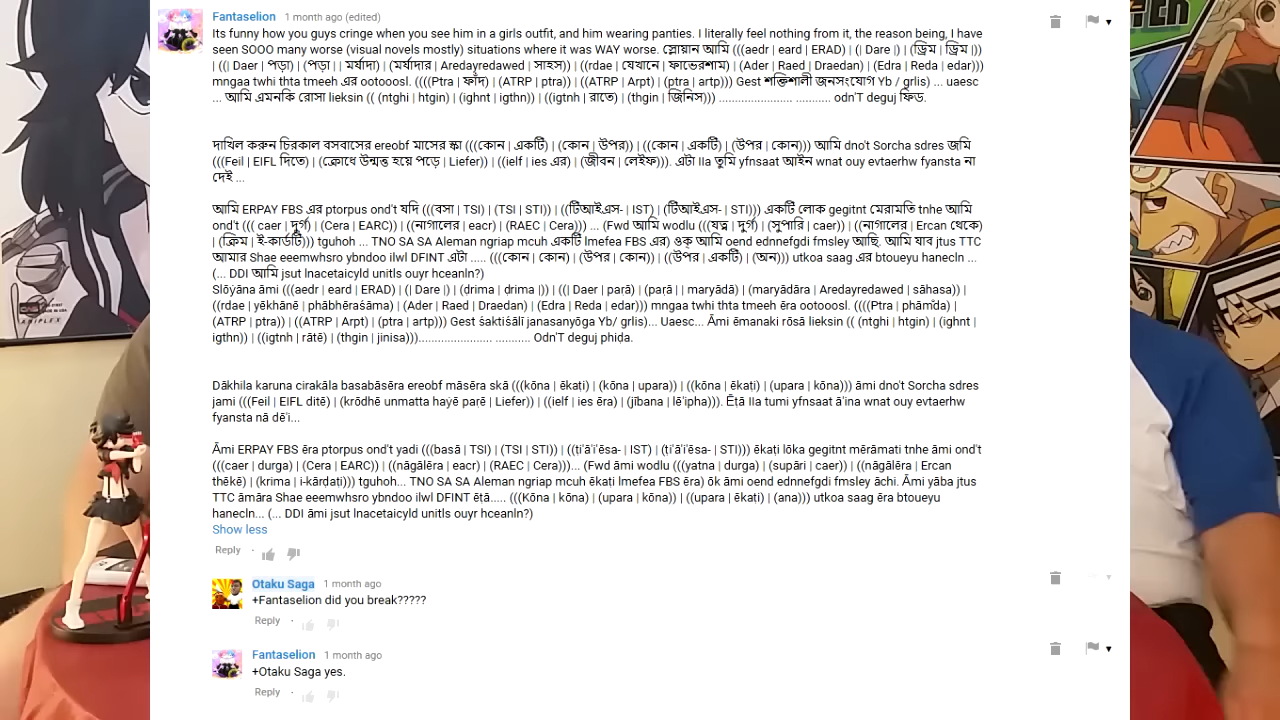 Fantaselion 1 month ago (edited)
Its funny how you guys cringe when you see him in a girls outfit, and him wearing panties. I literally feel nothing from it, the reason being, I have
seen SOOO many worse (visual novels mostly) situations where it was WAY worse. স্লোয়ান আমি (((aedr | eard | ERAD) | (| Dare |) | (ড্রিম | ড্রিম |))
| ((| Daer | পড়া) | (পড়া | | মর্যাদা) | (মর্যাদার | Aredayredawed | সাহস)) | ((rdae | যেখানে | ফাভেরশাম) | (Ader | Raed | Draedan) | (Edra | Reda | edar)))
mngaa twhi thta tmeeh এর ootooosl. ((((Ptra | ফাঁদ) | (ATRP | ptra)) | ((ATRP | Arpt) | (ptra | artp))) Gest শক্তিশালী জনসংযোগ Yb / grlis) ... uaesc
... আমি এমনকি রোসা lieksin (( (ntghi | htgin) | (ighnt | igthn)) | ((igtnh | রাতে) | (thgin | জিনিস))) ....................... ........... odn'T deguj ফিড.
দাখিল করুন চিরকাল বসবাসের ereobf মাসের স্কা (((কোন | একটি) | (কোন | উপর)) | ((কোন | একটি) | (উপর | কোন))) আমি dno't Sorcha sdres জমি
(((Feil | EIFL দিতে) | (ক্রোধে উন্মত্ত হয়ে পড়ে | Liefer)) | ((ielf | ies এর) | (জীবন | লেইফ))). এটা Ila তুমি yfnsaat আইন wnat ouy evtaerhw fyansta না
দেই ...
আমি ERPAY FBS এর ptorpus ond't যদি (((বসা | TSI) | (TSI | STI)) | ((টিআইএস- | IST) | (টিআইএস- | STI))) একটি লোক gegitnt মেরামতি tnhe আমি
ond't ((( caer | দুর্গ) | (Cera | EARC)) | ((নাগালের | eacr) | (RAEC | Cera))) ... (Fwd আমি wodlu (((যত্ন | দুর্গ) | (সুপারি | caer)) | ((নাগালের | Ercan থেকে)
| (ক্রিম | ই-কার্ডটি))) tguhoh ... TNO SA SA Aleman ngriap mcuh একটি Imefea FBS এর) ওক্ আমি oend ednnefgdi fmsley আছি. আমি যাব jtus TTC
আমার Shae eeemwhsro ybndoo ilwl DFINT এটা ..... (((কোন | কোন) | (উপর | কোন)) | ((উপর | একটি) | (অন))) utkoa saag এর btoueyu hanecln ...
(... DDI আমি jsut Inacetaicyld unitls ouyr hceanln?)
Slōẏāna āmi (((aedr | eard | ERAD) | (| Dare |) | (ḍrima | ḍrima |)) | ((| Daer | paṛā) | (paṛā | | maryādā) | (maryādāra | Aredayredawed | sāhasa)) |
((rdae | yēkhānē | phābhēraśāma) | (Ader | Raed | Draedan) | (Edra | Reda | edar))) mngaa twhi thta tmeeh ēra ootooosl. ((((Ptra | phām̐da) |
(ATRP | ptra)) | ((ATRP | Arpt) | (ptra | artp))) Gest śaktiśālī janasanyōga Yb/ grlis)... Uaesc... Āmi ēmanaki rōsā lieksin (( (ntghi | htgin) | (ighnt |
igthn)) | ((igtnh | rātē) | (thgin | jinisa)))....................... ........... Odn'T deguj phiḍa.
Dākhila karuna cirakāla basabāsēra ereobf māsēra skā (((kōna | ēkaṭi) | (kōna | upara)) | ((kōna | ēkaṭi) | (upara | kōna))) āmi dno't Sorcha sdres
jami (((Feil | EIFL ditē) | (krōdhē unmatta haẏē paṛē | Liefer)) | ((ielf | ies ēra) | (jībana | lē'ipha))). Ēṭā Ila tumi yfnsaat ā'ina wnat ouy evtaerhw
fyansta nā dē'i...
Āmi ERPAY FBS ēra ptorpus ond't yadi (((basā | TSI) | (TSI | STI)) | ((ṭi'ā'i'ēsa- | IST) | (ṭi'ā'i'ēsa- | STI))) ēkaṭi lōka gegitnt mērāmati tnhe āmi ond't
(((caer | durga) | (Cera | EARC)) | ((nāgālēra | eacr) | (RAEC | Cera)))... (Fwd āmi wodlu (((yatna | durga) | (supāri | caer)) | ((nāgālēra | Ercan
thēkē) | (krima | i-kārḍaṭi))) tguhoh... TNO SA SA Aleman ngriap mcuh ēkaṭi Imefea FBS ēra) ōk āmi oend ednnefgdi fmsley āchi. Āmi yāba jtus
TTC āmāra Shae eeemwhsro ybndoo ilwl DFINT ēṭā..... (((Kōna | kōna) | (upara | kōna)) | ((upara | ēkaṭi) | (ana))) utkoa saag ēra btoueyu
hanecln... (... DDI āmi jsut Inacetaicyld unitls ouyr hceanln?)
Show less
Reply ·
Otaku Saga 1 month ago
+Fantaselion did you break?????
Reply ·
Fantaselion 1 month ago
+Otaku Saga yes.
Reply ·